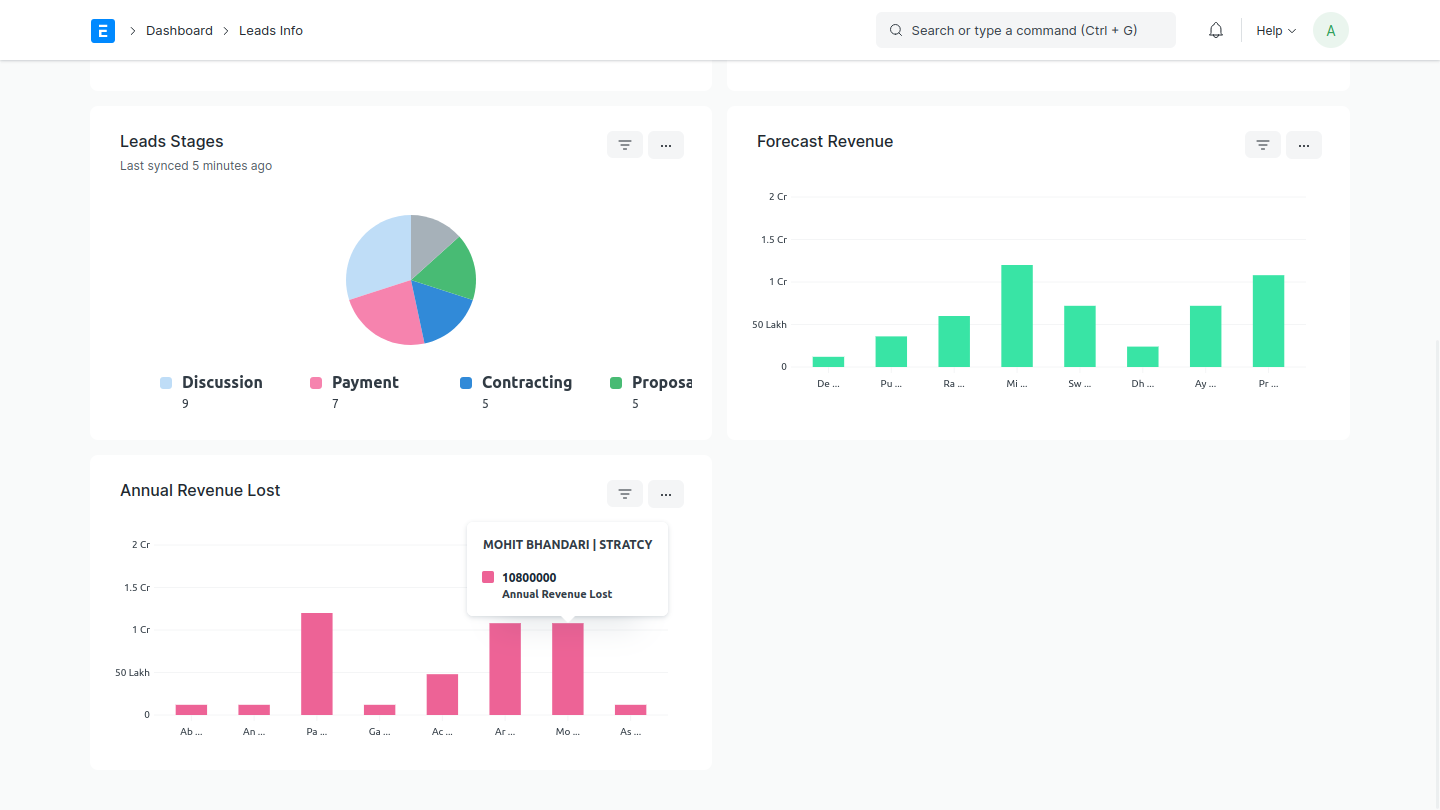 E Dashboard Leads Info Search or type a command (Ctrl + G) Help A
Leads Stages
Last synced 5 minutes ago
Discussion Payment Contracting Proposa
9 7 5 5
Forecast Revenue
2 Cr
1.5 Cr
1 Cr
50 Lakh
0
De ... Pu ... Ra ... Mi ... Sw ... Dh ... Ay ... Pr ...
Annual Revenue Lost
MOHIT BHANDARI | STRATCY
10800000
Annual Revenue Lost
2 Cr
1.5 Cr
1 Cr
50 Lakh
0
Ab ... An ... Pa ... Ga ... Ac ... Ar ... Mo ... As ...